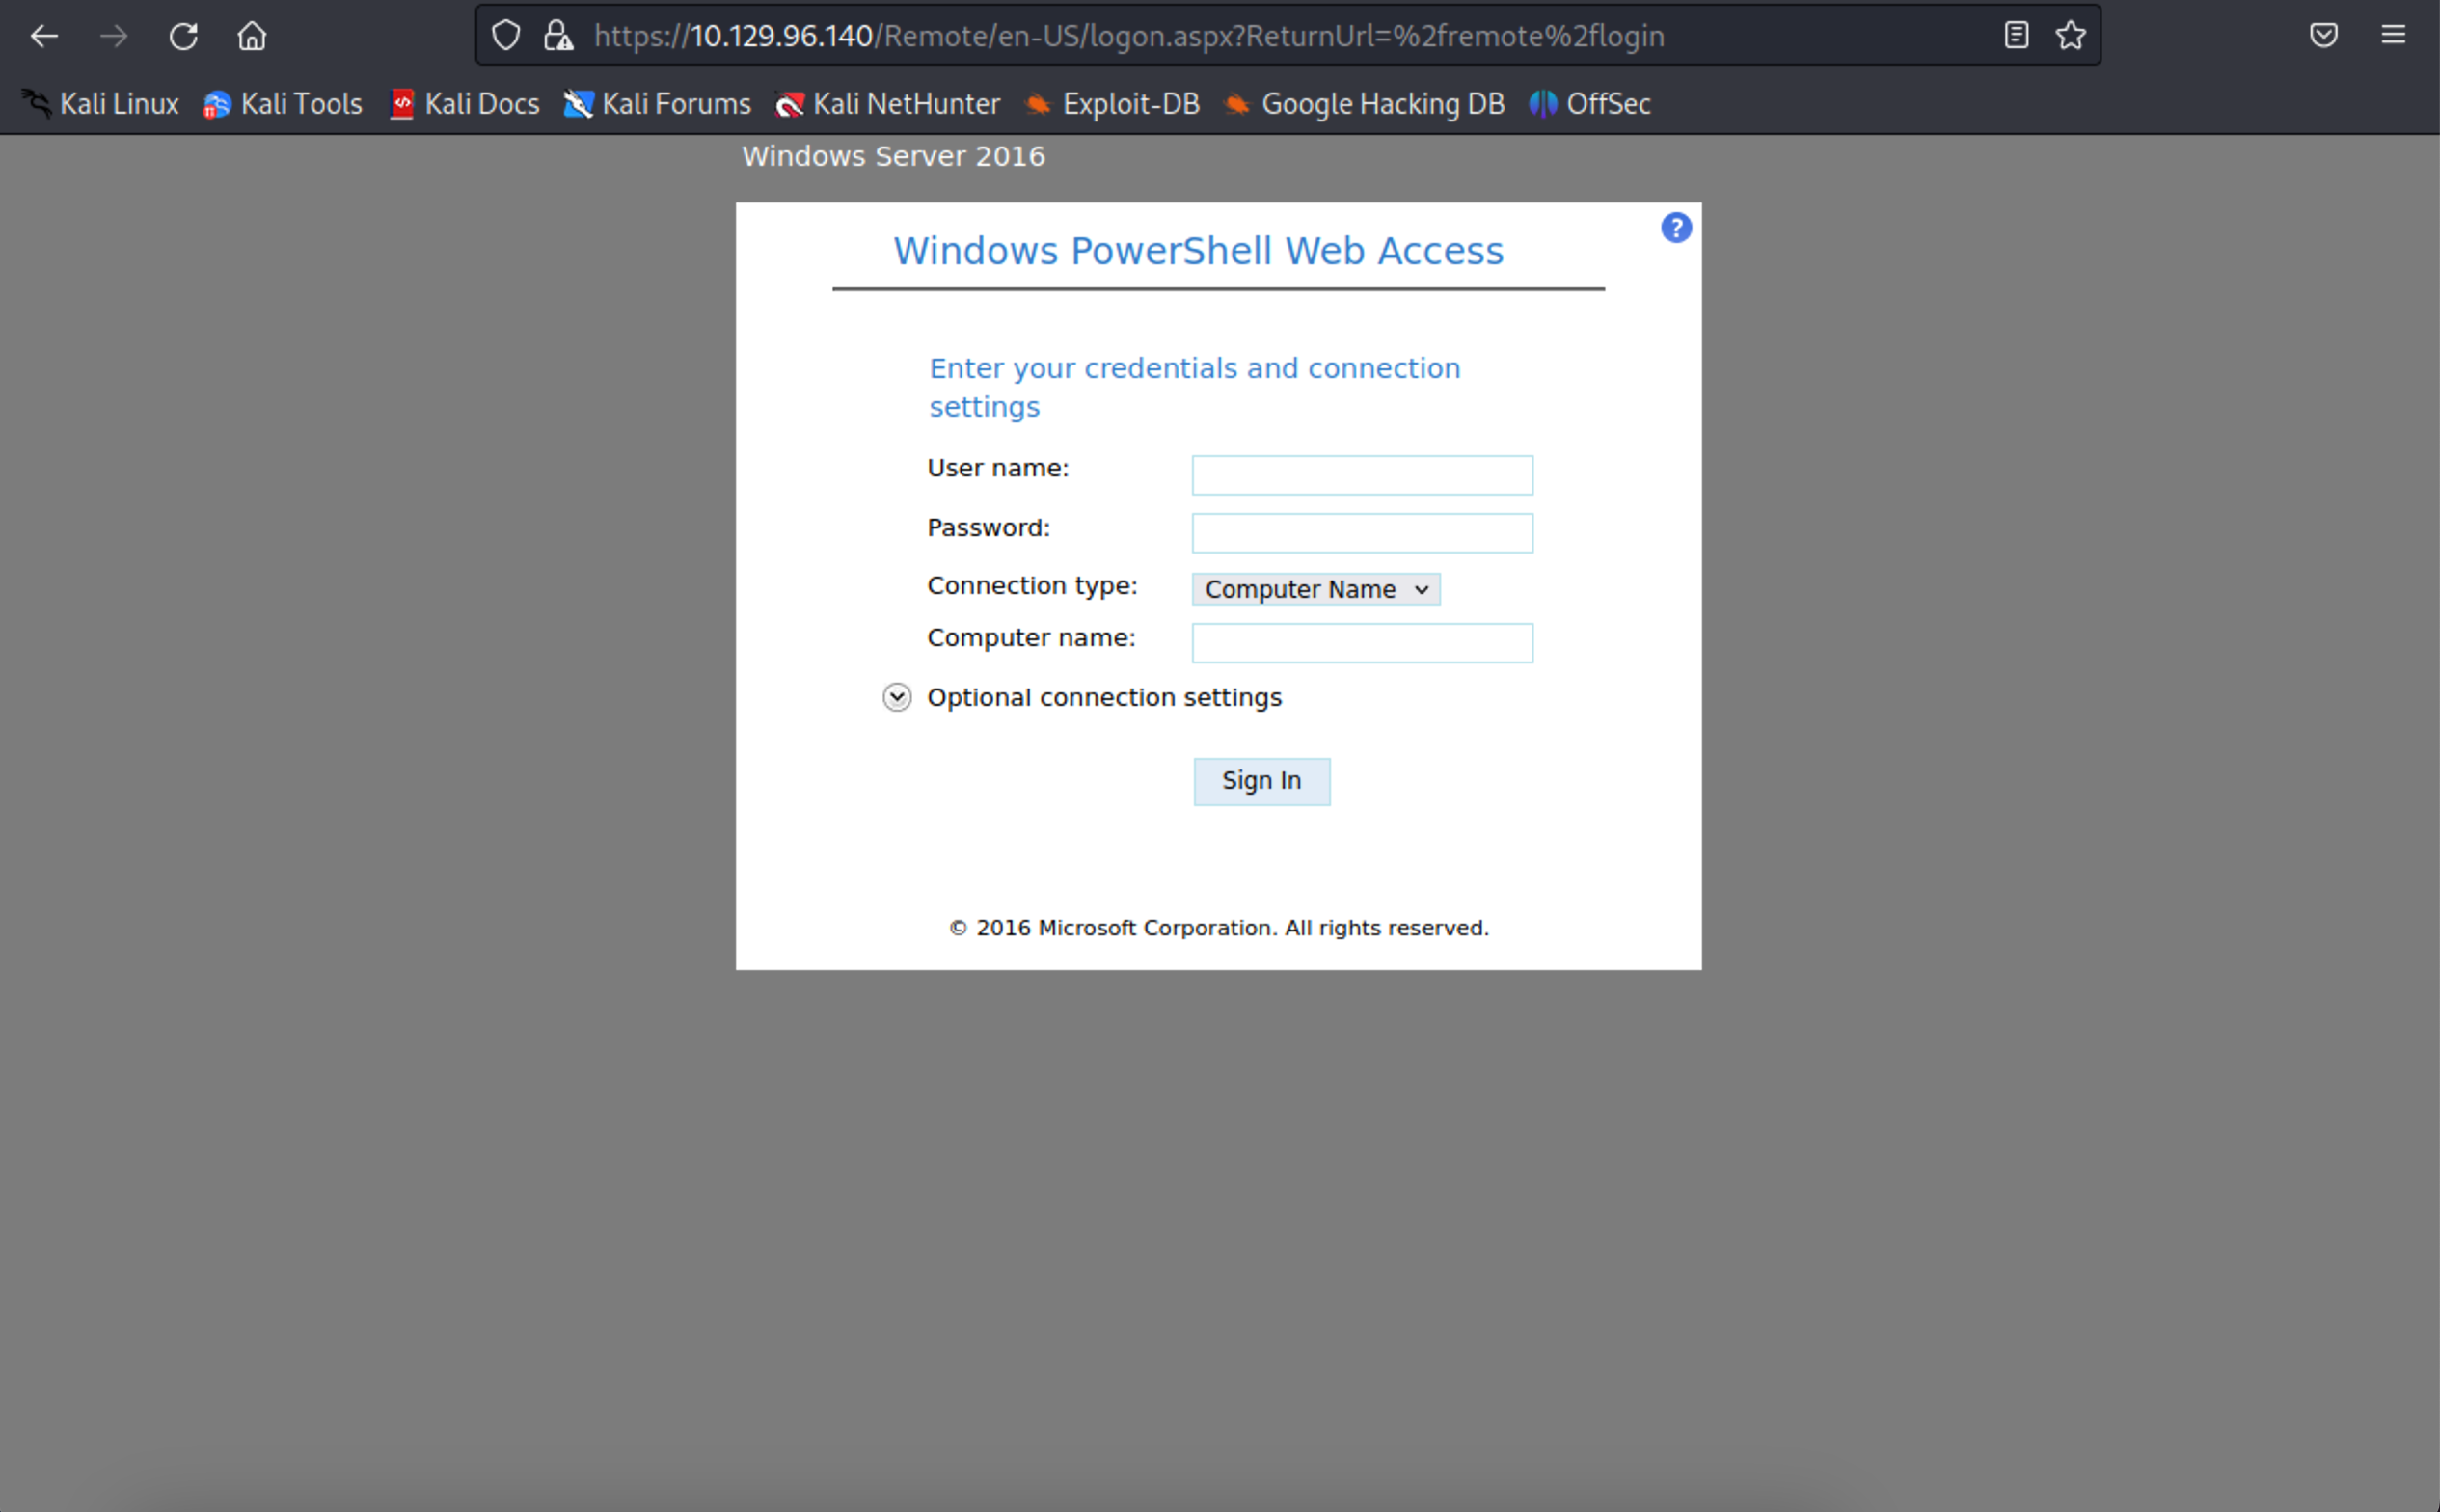 https://10.129.96.140/Remote/en-US/logon.aspx?ReturnUrl=%2fremote%2flogin
Kali Linux Kali Tools Kali Docs Kali Forums Kali NetHunter Exploit-DB Google Hacking DB OffSec
Windows Server 2016
?
Windows PowerShell Web Access
Enter your credentials and connection
settings
User name:
Password:
Connection type: Computer Name
Computer name:
Optional connection settings
Sign In
© 2016 Microsoft Corporation. All rights reserved.